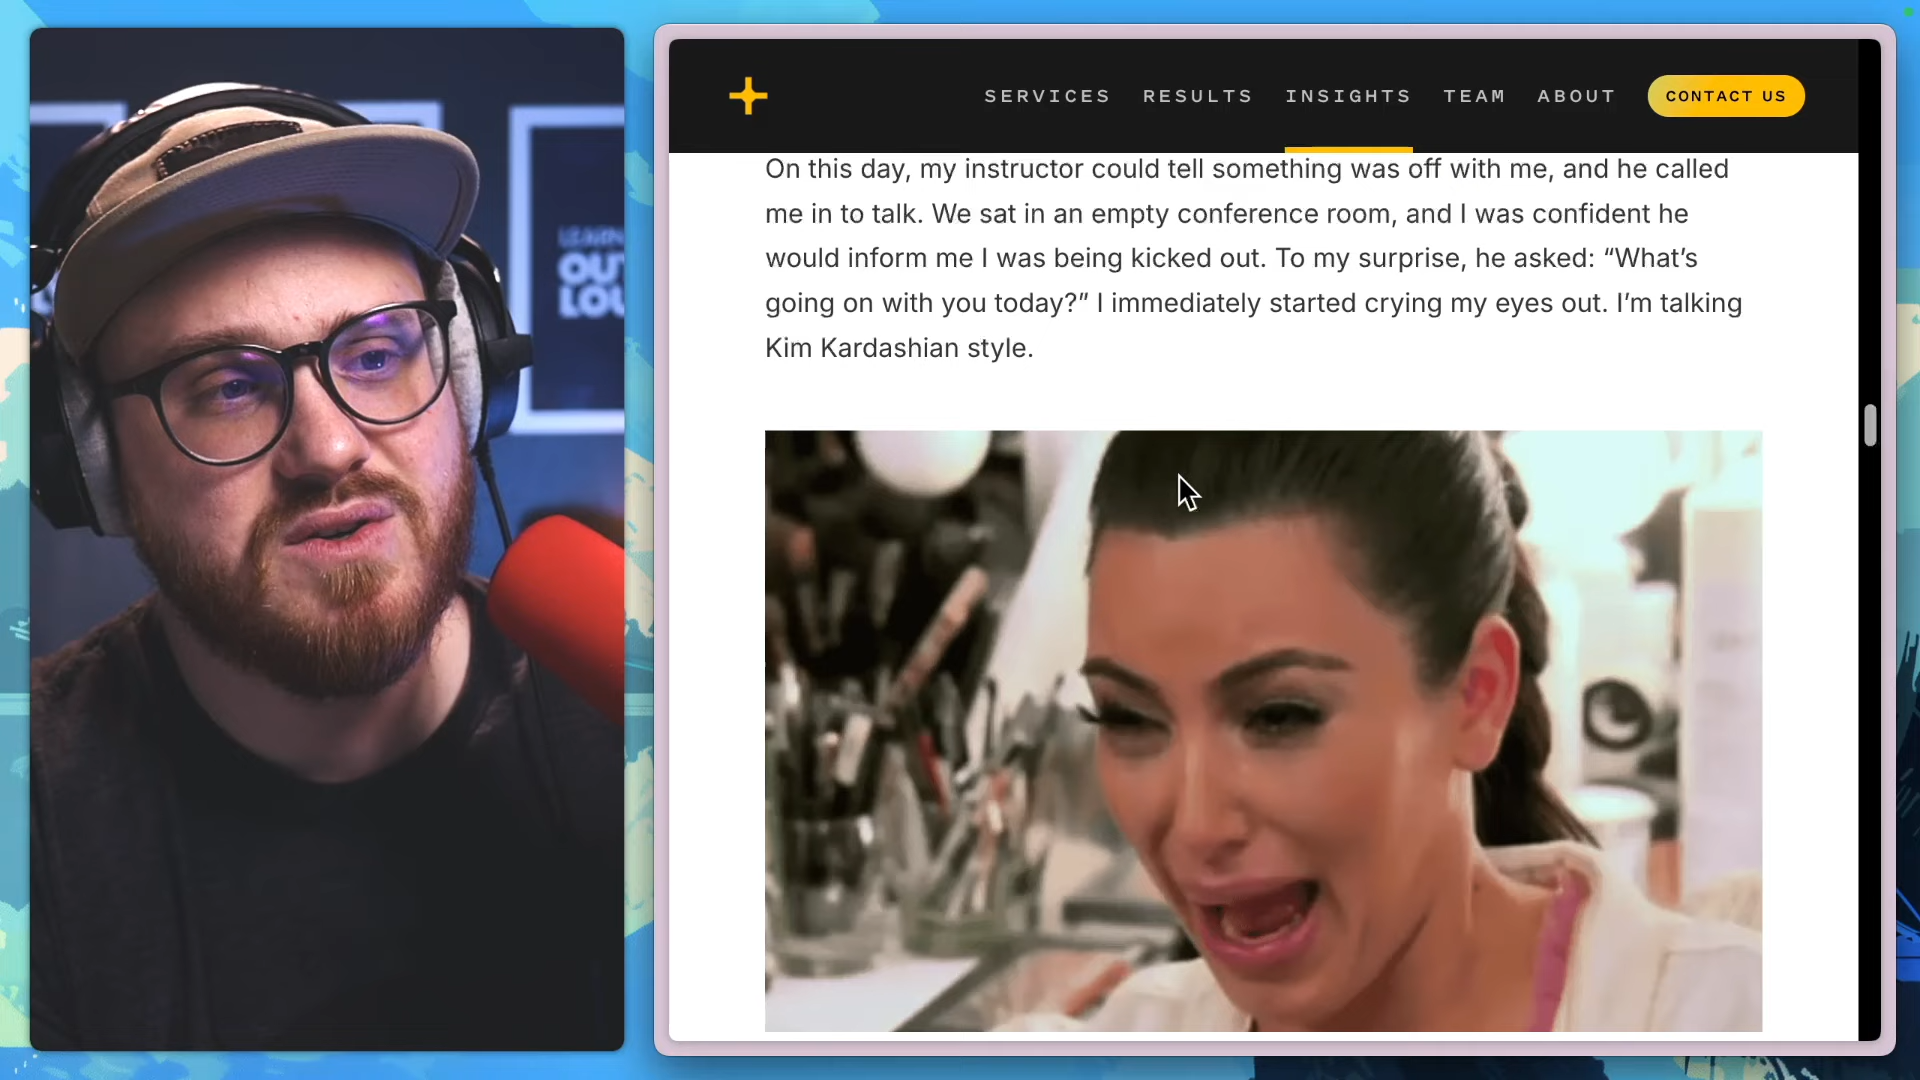 SERVICES RESULTS INSIGHTS TEAM ABOUT CONTACT US
On this day, my instructor could tell something was off with me, and he called
me in to talk. We sat in an empty conference room, and I was confident he
would inform me I was being kicked out. To my surprise, he asked: “What’s
going on with you today?” I immediately started crying my eyes out. I’m talking
Kim Kardashian style.